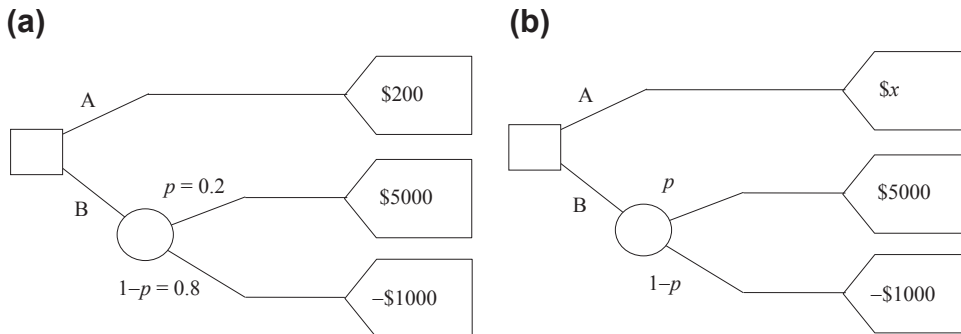 (a)
A
$200
p = 0.2
$5000
B
1–p = 0.8
–$1000
(b)
A
$x
p
$5000
B
1–p
–$1000